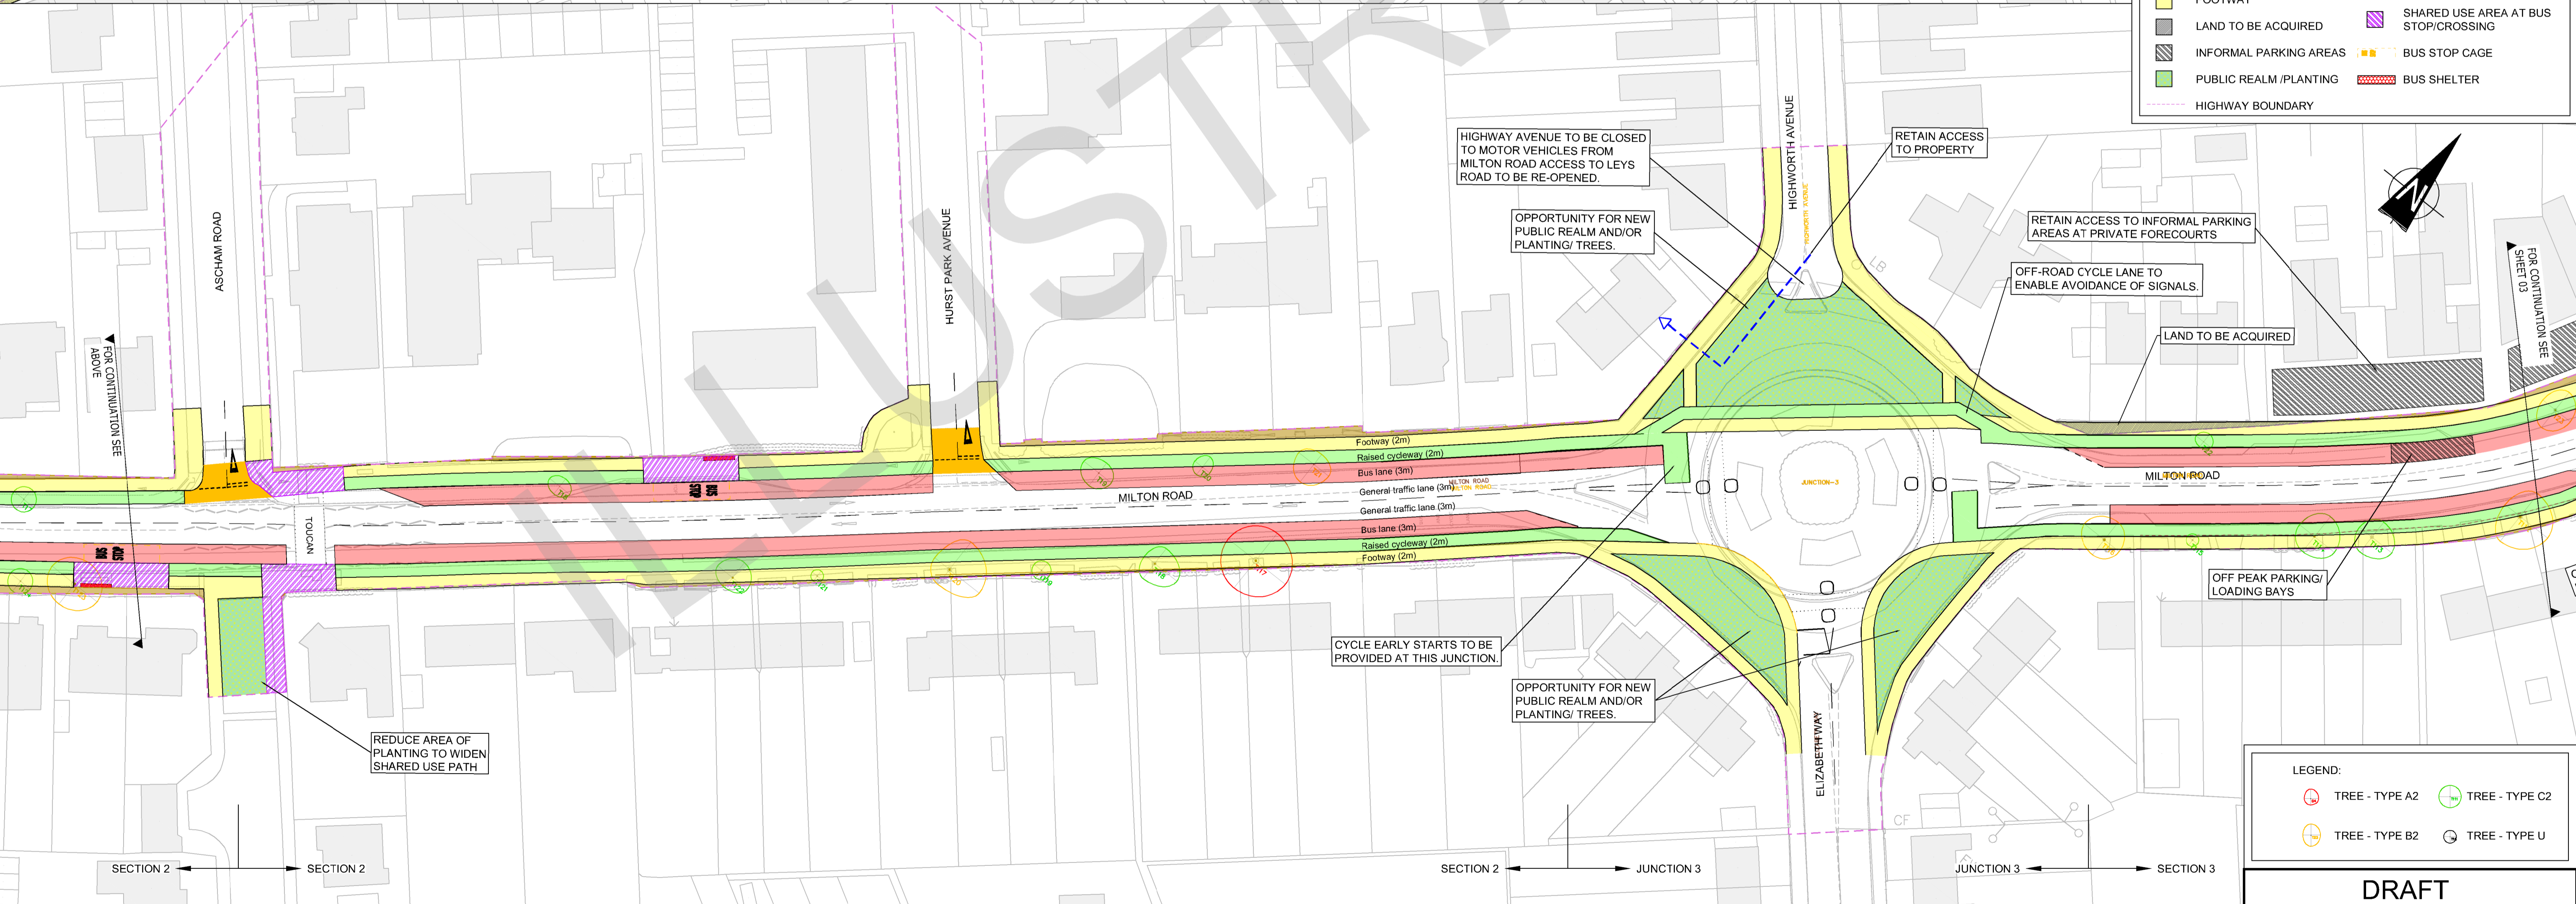 FOOTWAY
LAND TO BE ACQUIRED
INFORMAL PARKING AREAS
PUBLIC REALM /PLANTING
HIGHWAY BOUNDARY
SHARED USE AREA AT BUS
STOP/CROSSING
BUS STOP CAGE
BUS SHELTER
ILLUSTRA
ASCHAM ROAD
HURST PARK AVENUE
HIGHWORTH AVENUE
HIGHWORTH AVENUE
HIGHWAY AVENUE TO BE CLOSED
TO MOTOR VEHICLES FROM
MILTON ROAD ACCESS TO LEYS
ROAD TO BE RE-OPENED.
RETAIN ACCESS
TO PROPERTY
OPPORTUNITY FOR NEW
PUBLIC REALM AND/OR
PLANTING/ TREES.
RETAIN ACCESS TO INFORMAL PARKING
AREAS AT PRIVATE FORECOURTS
OFF-ROAD CYCLE LANE TO
ENABLE AVOIDANCE OF SIGNALS.
LAND TO BE ACQUIRED
N
LB
FOR CONTINUATION SEE
SHEET 03
FOR CONTINUATION SEE
ABOVE
Footway (2m)
Raised cycleway (2m)
Bus lane (3m)
General traffic lane (3m)
General traffic lane (3m)
Bus lane (3m)
Raised cycleway (2m)
Footway (2m)
MILTON ROAD
MILTON ROAD
MILTON ROAD
JUNCTION-3
MILTON ROAD
BUS
STOP
BUS
STOP
TOUCAN
CYCLE EARLY STARTS TO BE
PROVIDED AT THIS JUNCTION.
OFF PEAK PARKING/
LOADING BAYS
OPPORTUNITY FOR NEW
PUBLIC REALM AND/OR
PLANTING/ TREES.
REDUCE AREA OF
PLANTING TO WIDEN
SHARED USE PATH
ELIZABETH WAY
CF
SECTION 2
SECTION 2
SECTION 2
JUNCTION 3
JUNCTION 3
SECTION 3
LEGEND:
TREE - TYPE A2
TREE - TYPE C2
TREE - TYPE B2
TREE - TYPE U
DRAFT